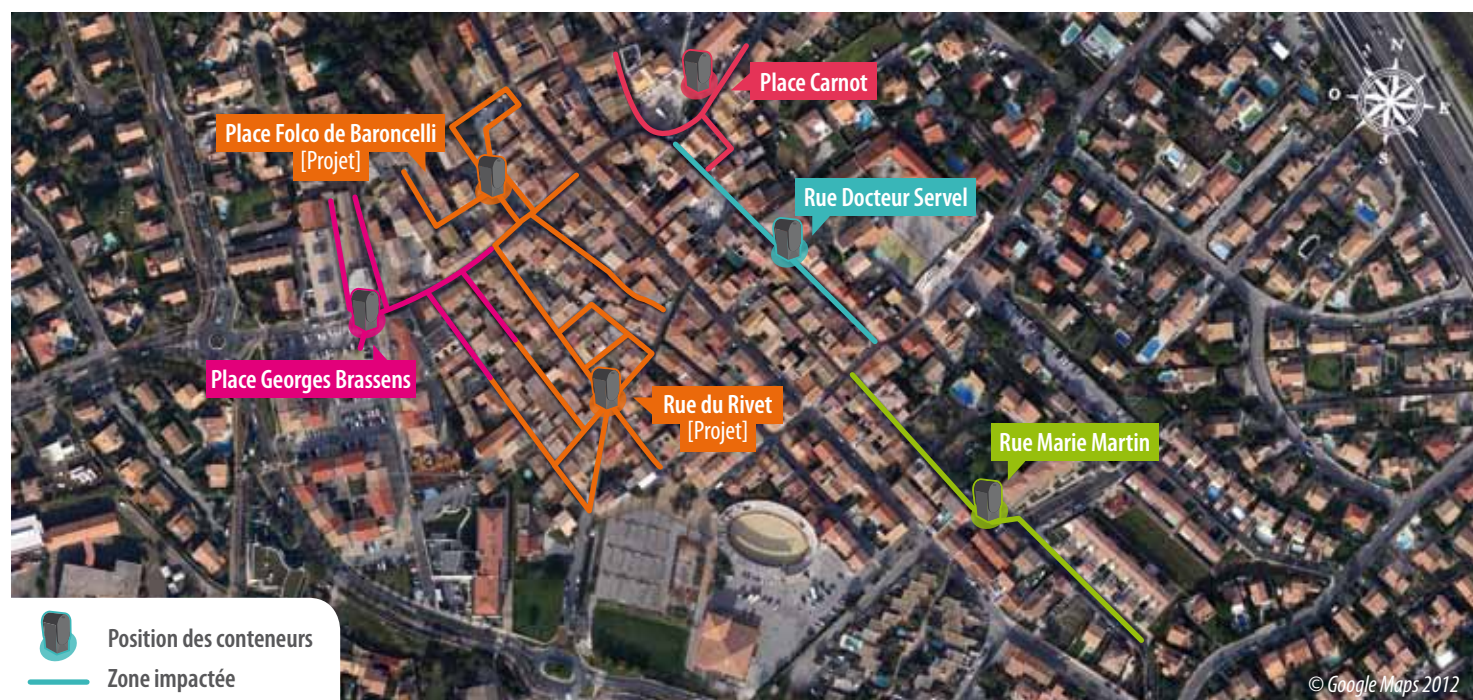 Place Carnot
Place Folco de Baroncelli
[Projet]
Rue Docteur Servel
Place Georges Brassens
Rue du Rivet
[Projet]
Rue Marie Martin
N
O
E
S
Position des conteneurs
Zone impactée
© Google Maps 2012